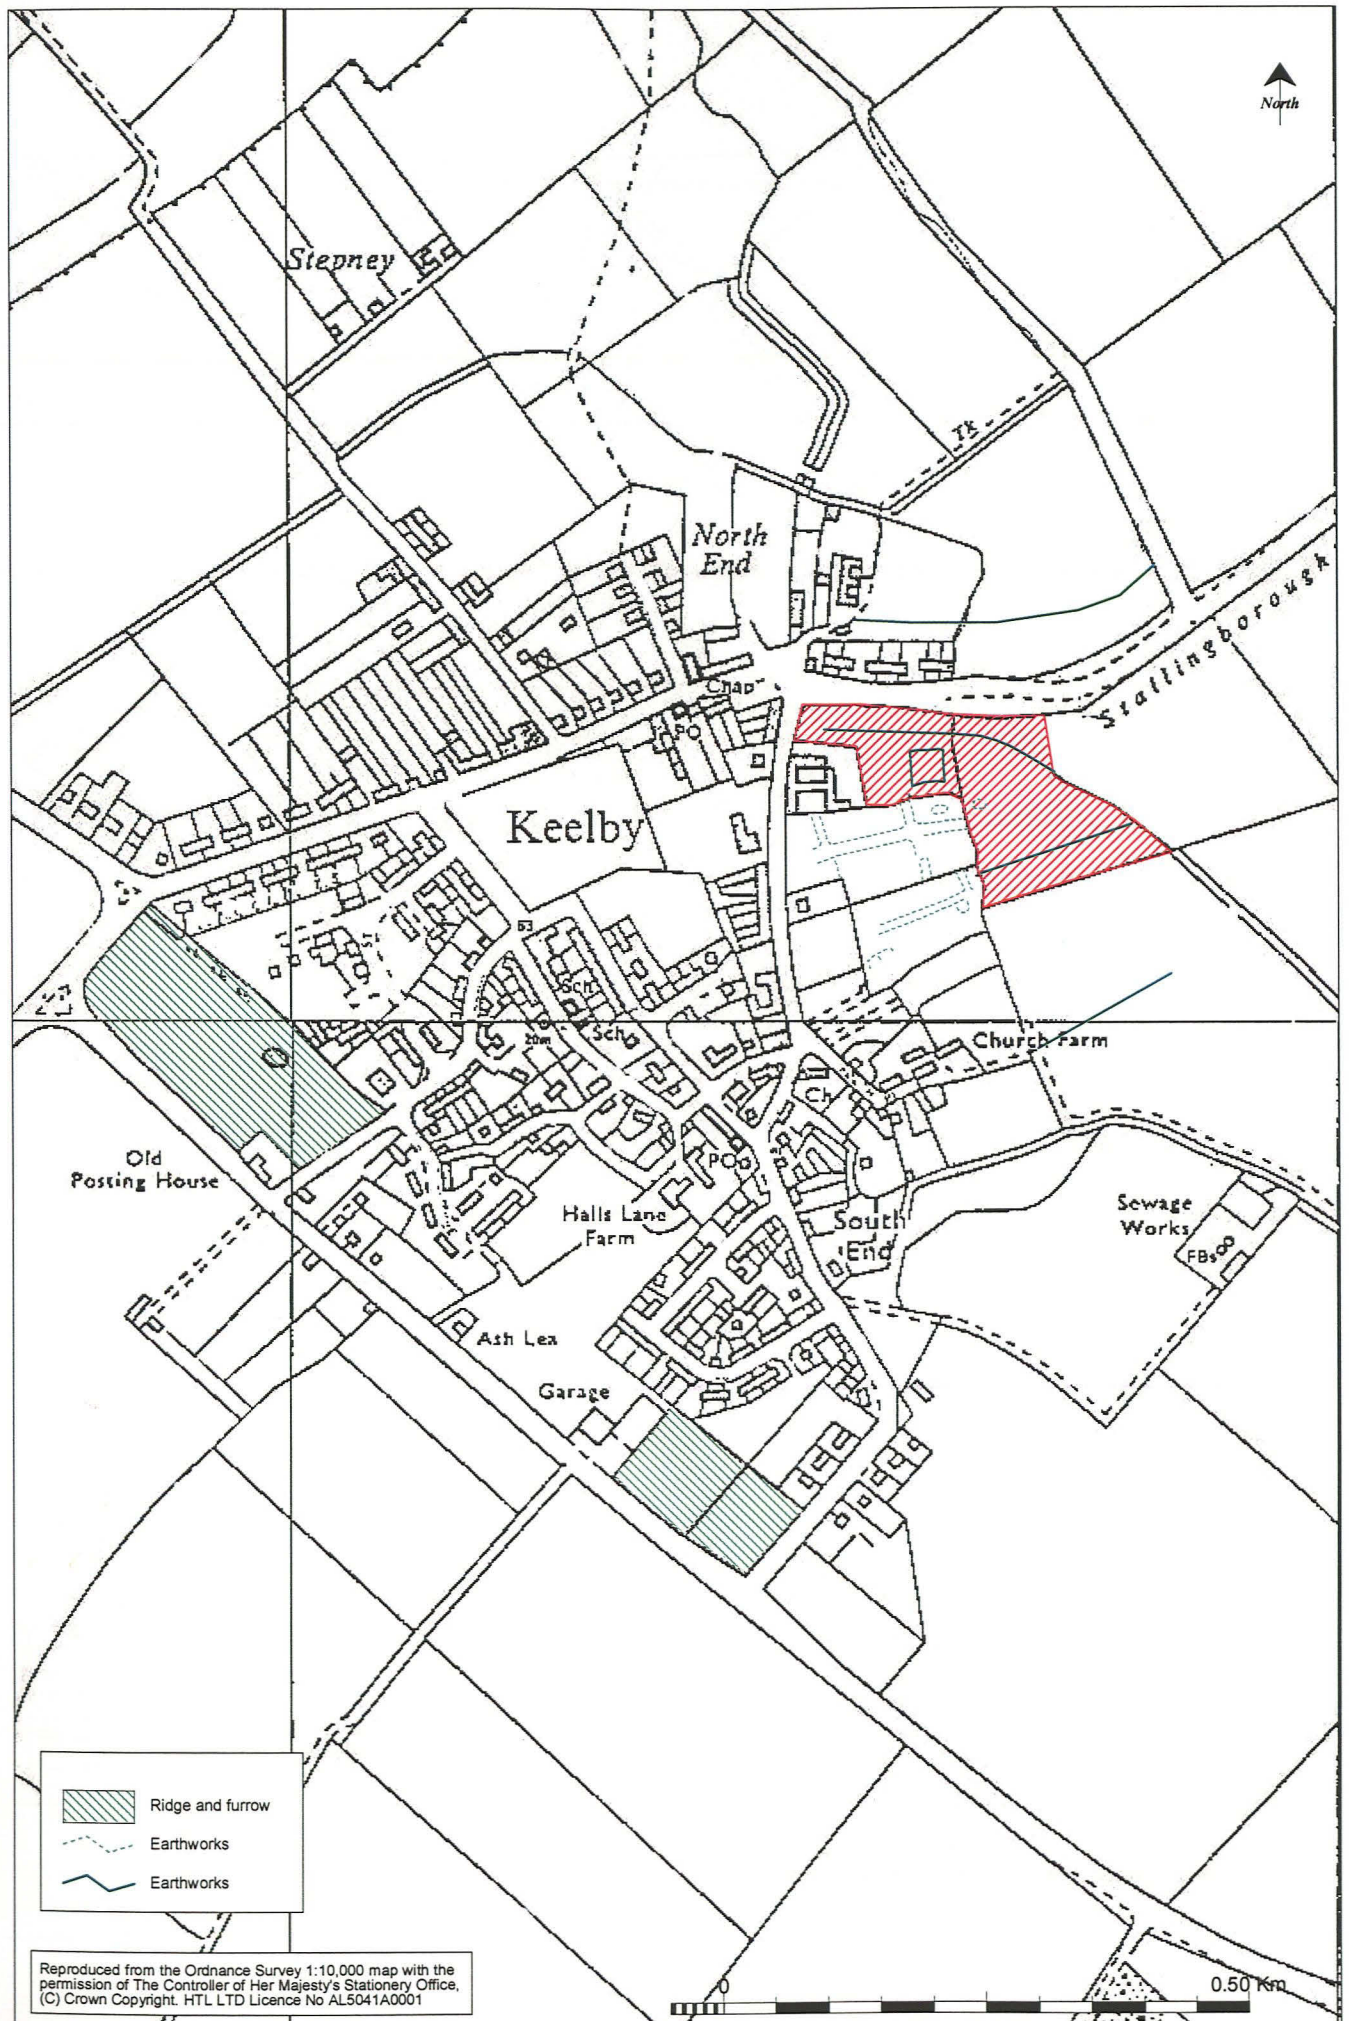 North
Stepney
TK
North
End
Stallingborough
Chap
PO
Keelby
53
ST
Sch
Sch
20m
Church Farm
Ch
Old
Posting House
PO
Halls Lane
Farm
South
End
Sewage
Works
FBs
Ash Lea
Garage
Ridge and furrow
Earthworks
Earthworks
Reproduced from the Ordnance Survey 1:10,000 map with the
permission of The Controller of Her Majesty's Stationery Office,
(C) Crown Copyright. HTL LTD Licence No AL5041A0001
0
0.50 Km